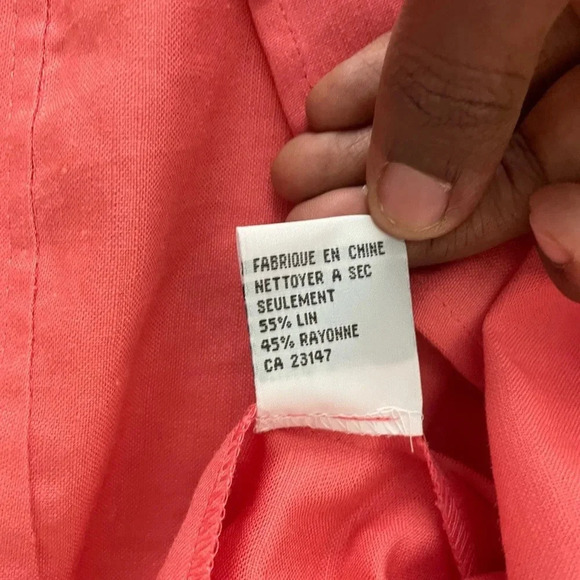 FABRIQUE EN CHINE
NETTOYER A SEC
SEULEMENT
55% LIN
45% RAYONNE
CA 23147